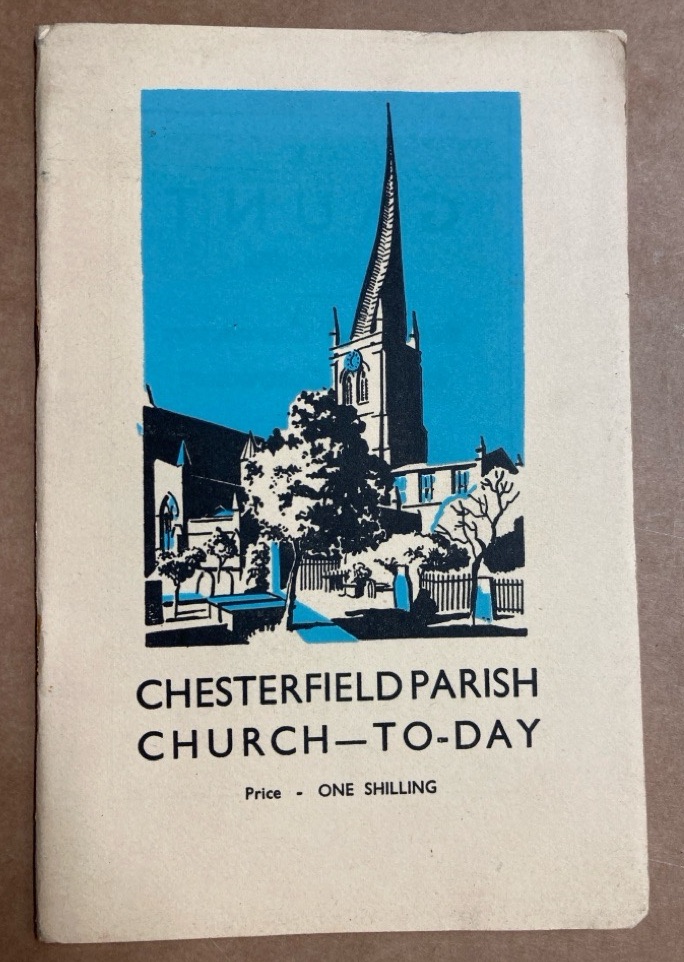 CHESTERFIELD PARISH
CHURCH—TO-DAY
Price - ONE SHILLING